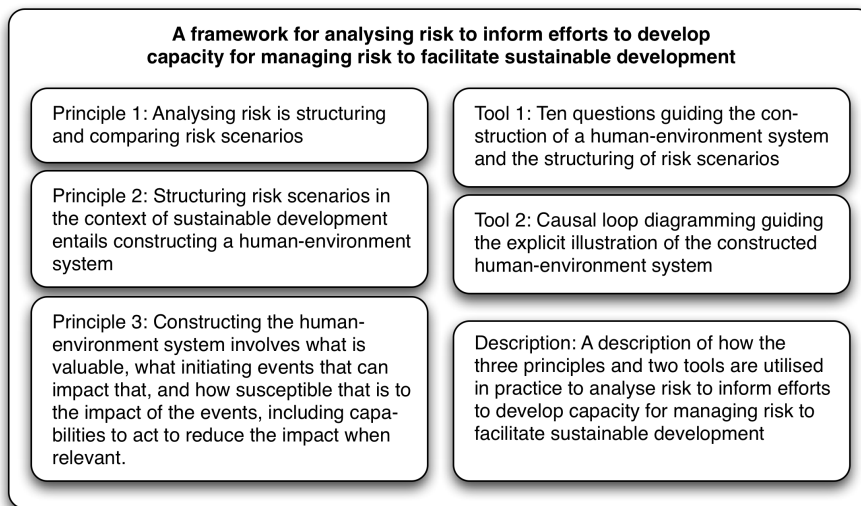 A framework for analysing risk to inform efforts to develop
capacity for managing risk to facilitate sustainable development
Principle 1: Analysing risk is structuring
and comparing risk scenarios
Principle 2: Structuring risk scenarios in
the context of sustainable development
entails constructing a human-environment
system
Principle 3: Constructing the human-
environment system involves what is
valuable, what initiating events that can
impact that, and how susceptible that is to
the impact of the events, including capa-
bilities to act to reduce the impact when
relevant.
Tool 1: Ten questions guiding the con-
struction of a human-environment system
and the structuring of risk scenarios
Tool 2: Causal loop diagramming guiding
the explicit illustration of the constructed
human-environment system
Description: A description of how the
three principles and two tools are utilised
in practice to analyse risk to inform efforts
to develop capacity for managing risk to
facilitate sustainable development